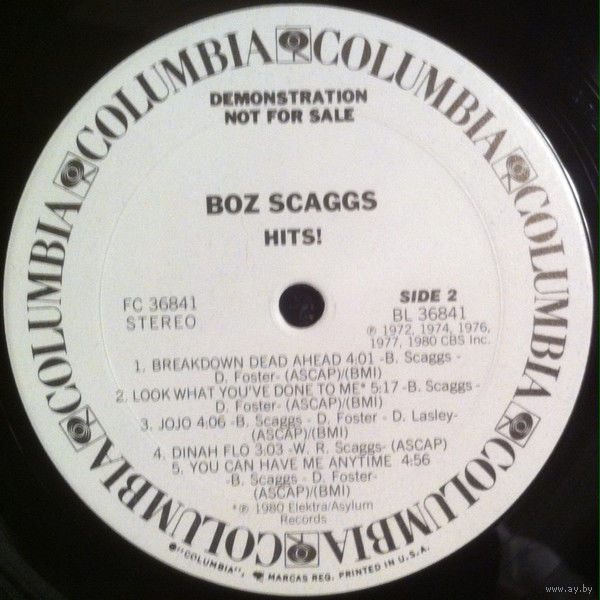 COLUMBIA COLUMBIA COLUMBIA COLUMBIA COLUMBIA COLUMBIA COLUMBIA COLUMBIA
DEMONSTRATION
NOT FOR SALE
BOZ SCAGGS
HITS!
FC 36841
STEREO
SIDE 2
BL 36841
℗ 1972, 1974, 1976,
1977, 1980 CBS Inc.
1. BREAKDOWN DEAD AHEAD 4:01 -B. Scaggs -
D. Foster- (ASCAP)/(BMI)
2. LOOK WHAT YOU'VE DONE TO ME* 5:17 -B. Scaggs -
D. Foster- (ASCAP)/(BMI)
3. JOJO 4:06 -B. Scaggs - D. Foster - D. Lasley-
(ASCAP)/(BMI)
4. DINAH FLO 3:03 -W. R. Scaggs- (ASCAP)
5. YOU CAN HAVE ME ANYTIME 4:56
-B. Scaggs - D. Foster-
(ASCAP)/(BMI)
*℗ 1980 Elektra/Asylum
Records
®"COLUMBIA", MARCAS REG. PRINTED IN U.S.A.
www.ay.by